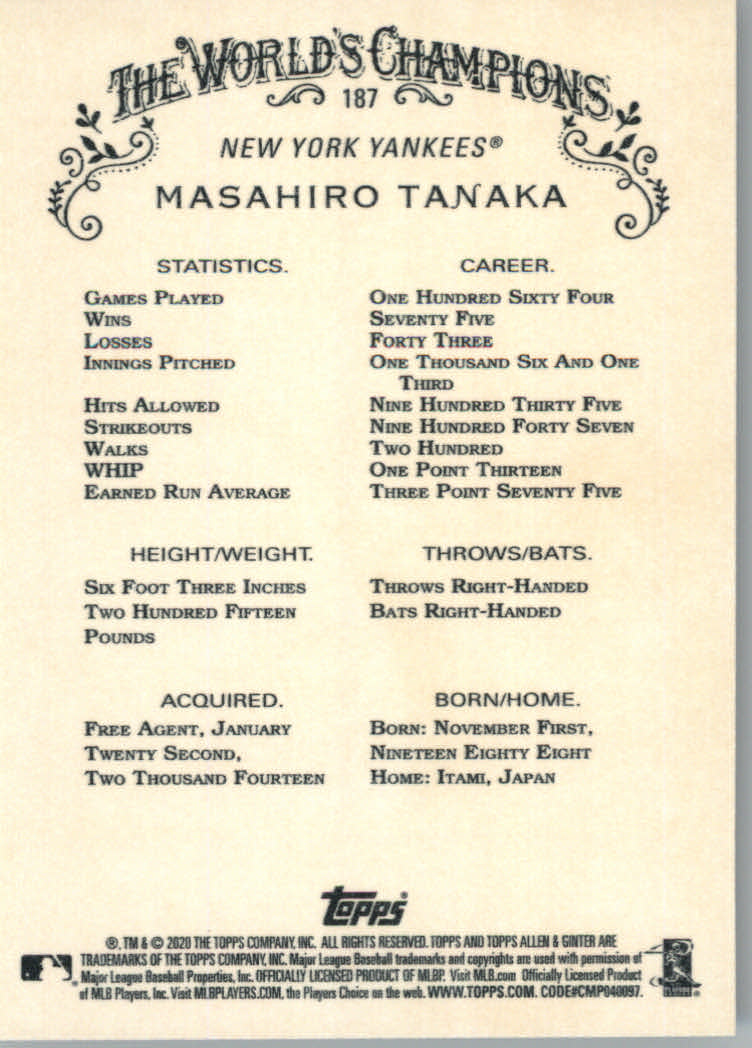 THE WORLD'S CHAMPIONS
187
NEW YORK YANKEES®
MASAHIRO TANAKA
STATISTICS.
GAMES PLAYED
WINS
LOSSES
INNINGS PITCHED
HITS ALLOWED
STRIKEOUTS
WALKS
WHIP
EARNED RUN AVERAGE
CAREER.
ONE HUNDRED SIXTY FOUR
SEVENTY FIVE
FORTY THREE
ONE THOUSAND SIX AND ONE
THIRD
NINE HUNDRED THIRTY FIVE
NINE HUNDRED FORTY SEVEN
TWO HUNDRED
ONE POINT THIRTEEN
THREE POINT SEVENTY FIVE
HEIGHT/WEIGHT.
SIX FOOT THREE INCHES
TWO HUNDRED FIFTEEN
POUNDS
THROWS/BATS.
THROWS RIGHT-HANDED
BATS RIGHT-HANDED
ACQUIRED.
FREE AGENT, JANUARY
TWENTY SECOND,
TWO THOUSAND FOURTEEN
BORN/HOME.
BORN: NOVEMBER FIRST,
NINETEEN EIGHTY EIGHT
HOME: ITAMI, JAPAN
Topps®
®, TM & © 2020 THE TOPPS COMPANY, INC. ALL RIGHTS RESERVED. TOPPS AND TOPPS ALLEN & GINTER ARE
TRADEMARKS OF THE TOPPS COMPANY, INC. Major League Baseball trademarks and copyrights are used with permission of
Major League Baseball Properties, Inc. OFFICIALLY LICENSED PRODUCT OF MLBP. Visit MLB.com Officially Licensed Product
of MLB Players, Inc. Visit MLBPLAYERS.COM, the Players Choice on the web. WWW.TOPPS.COM. CODE#CMP040097.